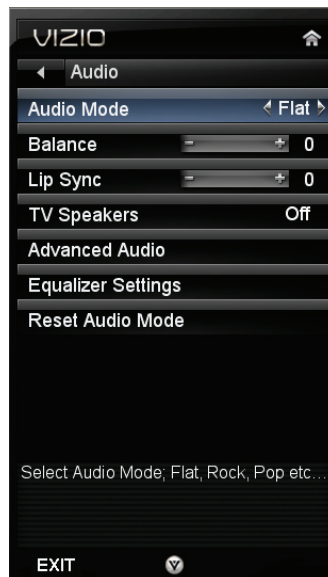 VIZIO
Audio
Audio Mode Flat
Balance - + 0
Lip Sync - + 0
TV Speakers Off
Advanced Audio
Equalizer Settings
Reset Audio Mode
Select Audio Mode; Flat, Rock, Pop etc...
EXIT V